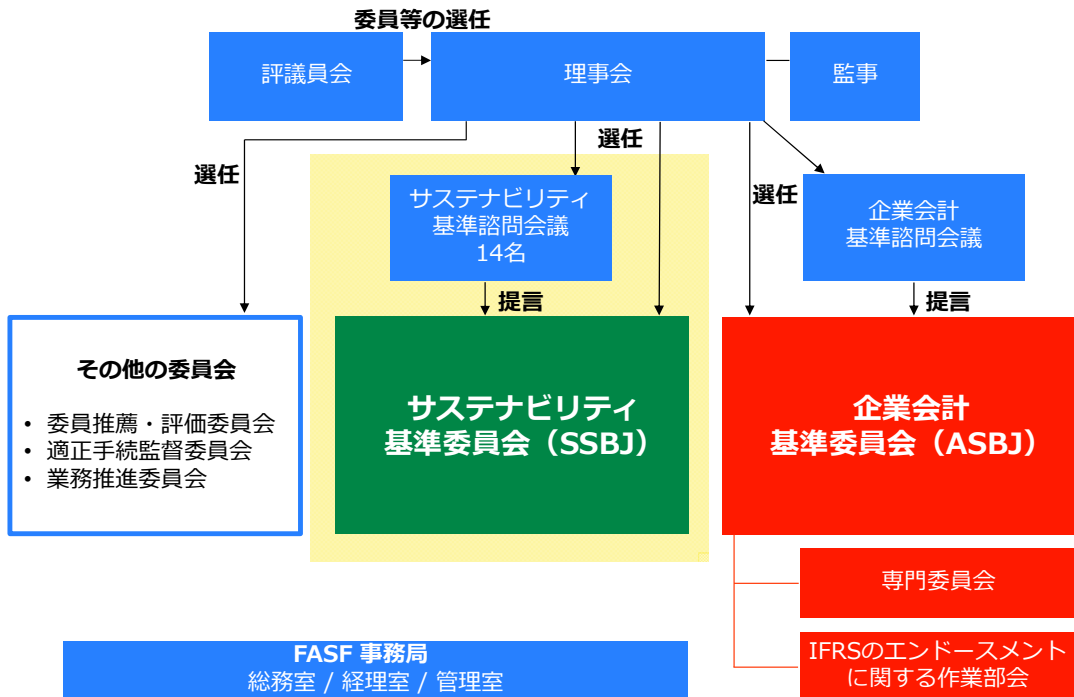 委員等の選任
評議員会
理事会
監事
選任
選任
選任
サステナビリティ
基準諮問会議
14名
企業会計
基準諮問会議
提言
提言
その他の委員会
• 委員推薦・評価委員会
• 適正手続監督委員会
• 業務推進委員会
サステナビリティ
基準委員会（SSBJ）
企業会計
基準委員会（ASBJ）
専門委員会
IFRSのエンドースメント
に関する作業部会
FASF 事務局
総務室 / 経理室 / 管理室